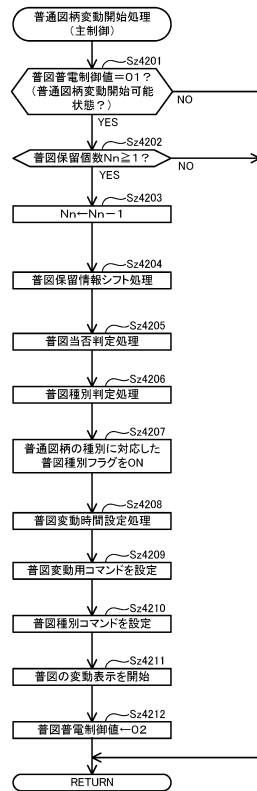 普通図柄変動開始処理
(主制御)
Sz4201
普図普電制御値=01?
(普通図柄変動開始可能
状態?)
NO
YES
Sz4202
普図保留個数Nn≧1?
NO
YES
Sz4203
Nn←Nn-1
Sz4204
普図保留情報シフト処理
Sz4205
普図当否判定処理
Sz4206
普図種別判定処理
Sz4207
普通図柄の種別に対応した
普図種別フラグをON
Sz4208
普図変動時間設定処理
Sz4209
普図変動用コマンドを設定
Sz4210
普図種別コマンドを設定
Sz4211
普図の変動表示を開始
Sz4212
普図普電制御値←02
RETURN